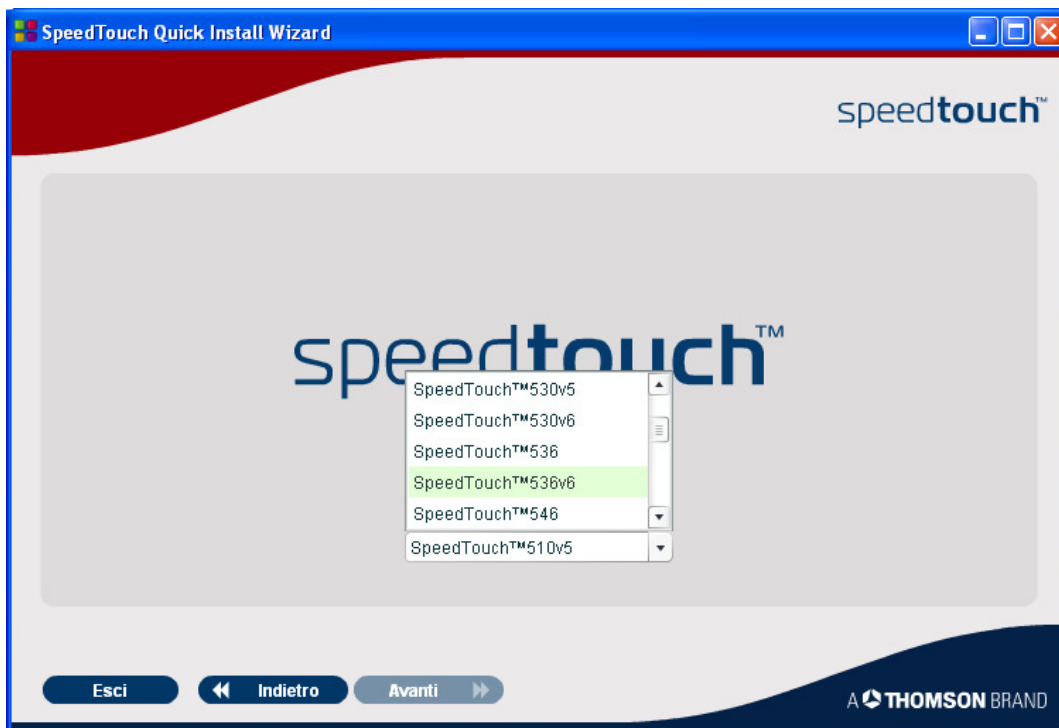 SpeedTouch Quick Install Wizard
speedtouch™
speedtouch™
SpeedTouch™530v5
SpeedTouch™530v6
SpeedTouch™536
SpeedTouch™536v6
SpeedTouch™546
SpeedTouch™510v5
Esci
Indietro
Avanti
A THOMSON BRAND